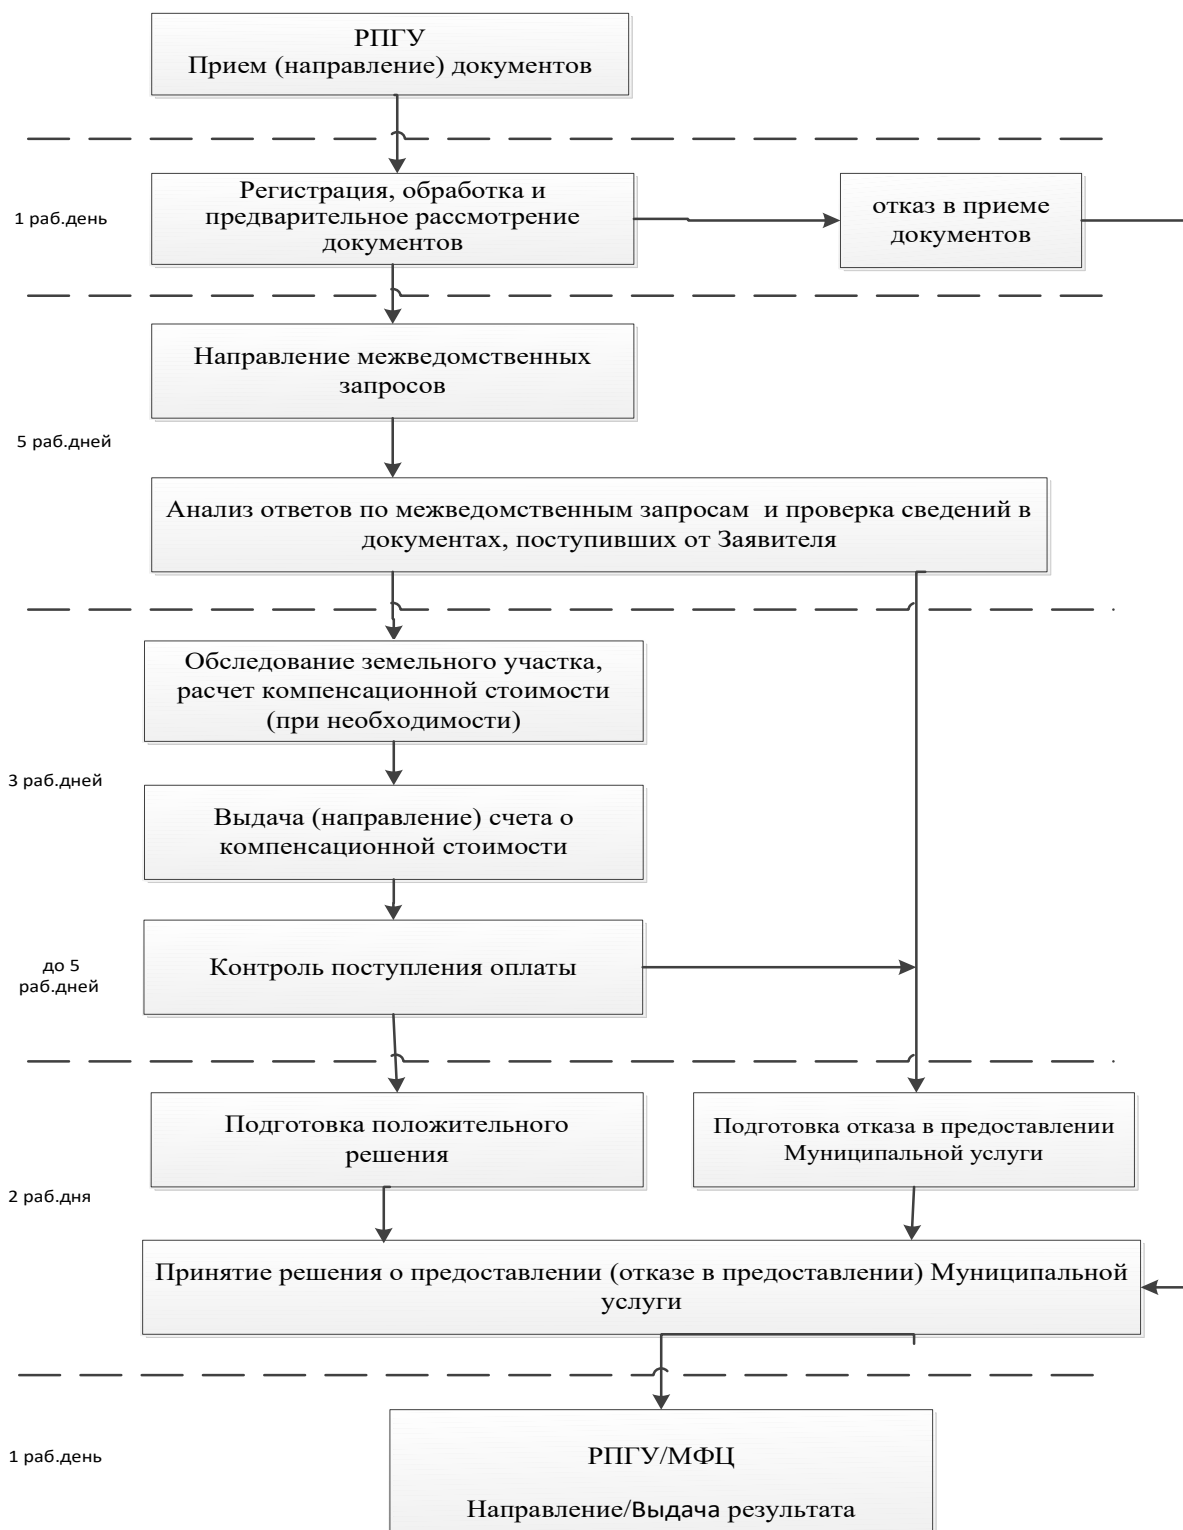 РПГУ
Прием (направление) документов
1 раб.день
Регистрация, обработка и
предварительное рассмотрение
документов
отказ в приеме
документов
Направление межведомственных
запросов
5 раб.дней
Анализ ответов по межведомственным запросам и проверка сведений в
документах, поступивших от Заявителя
Обследование земельного участка,
расчет компенсационной стоимости
(при необходимости)
3 раб.дней
Выдача (направление) счета о
компенсационной стоимости
до 5
раб.дней
Контроль поступления оплаты
Подготовка положительного
решения
Подготовка отказа в предоставлении
Муниципальной услуги
2 раб.дня
Принятие решения о предоставлении (отказе в предоставлении) Муниципальной
услуги
1 раб.день
РПГУ/МФЦ
Направление/Выдача результата